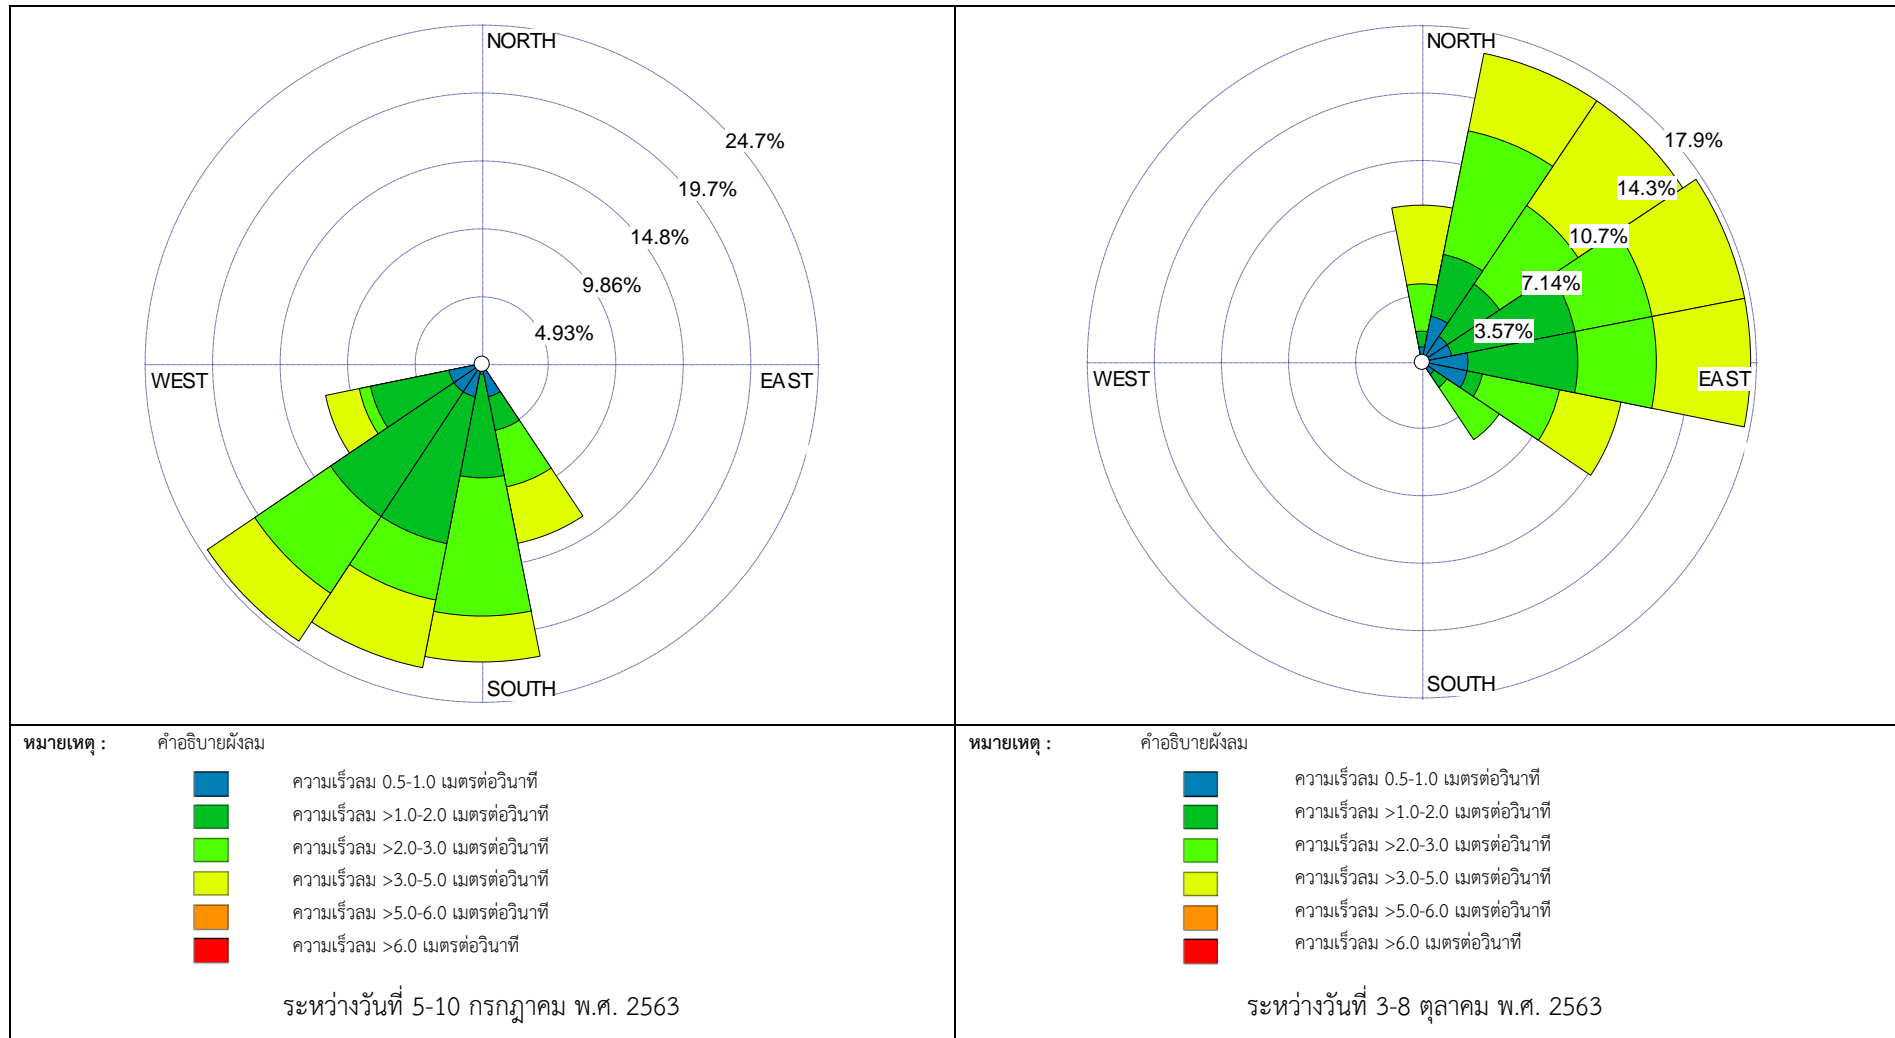 NORTH
24.7%
19.7%
14.8%
9.86%
4.93%
WEST
EAST
SOUTH
หมายเหตุ : คำอธิบายผังลม
ความเร็วลม 0.5-1.0 เมตรต่อวินาที
ความเร็วลม >1.0-2.0 เมตรต่อวินาที
ความเร็วลม >2.0-3.0 เมตรต่อวินาที
ความเร็วลม >3.0-5.0 เมตรต่อวินาที
ความเร็วลม >5.0-6.0 เมตรต่อวินาที
ความเร็วลม >6.0 เมตรต่อวินาที
ระหว่างวันที่ 5-10 กรกฎาคม พ.ศ. 2563
NORTH
17.9%
14.3%
10.7%
7.14%
3.57%
WEST
EAST
SOUTH
หมายเหตุ : คำอธิบายผังลม
ความเร็วลม 0.5-1.0 เมตรต่อวินาที
ความเร็วลม >1.0-2.0 เมตรต่อวินาที
ความเร็วลม >2.0-3.0 เมตรต่อวินาที
ความเร็วลม >3.0-5.0 เมตรต่อวินาที
ความเร็วลม >5.0-6.0 เมตรต่อวินาที
ความเร็วลม >6.0 เมตรต่อวินาที
ระหว่างวันที่ 3-8 ตุลาคม พ.ศ. 2563